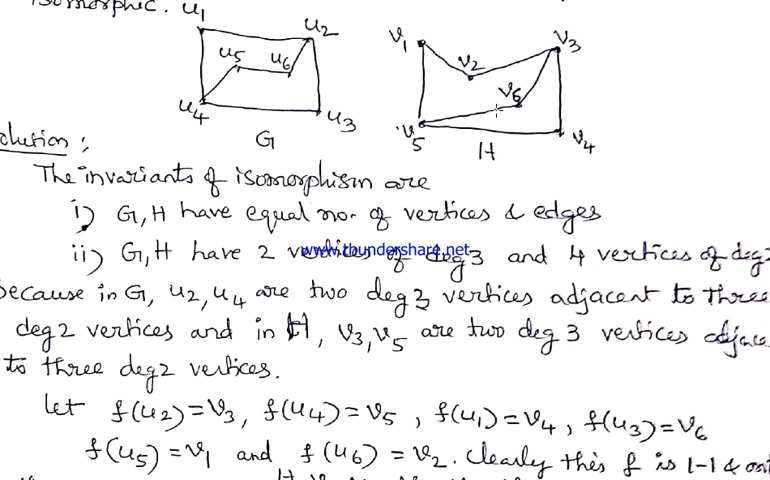 isomorphic.
u1 u2
u5 u6
u4 u3
G
v1 v3
v2
v6
v5 v4
H
olution :
The invariants of isomorphism are
i) G, H have equal no. of vertices & edges
ii) G, H have 2 vertice of deg 3 and 4 vertices of deg2
www.thundershare.net
because in G, u2, u4 are two deg 3 vertices adjacent to three
deg 2 vertices and in H, v3, v5 are two deg 3 vertices adjace
to three deg 2 vertices.
let f(u2) = v3, f(u4) = v5, f(u1) = v4, f(u3) = v6
f(u5) = v1 and f(u6) = v2. Clearly this f is 1-1 & ont